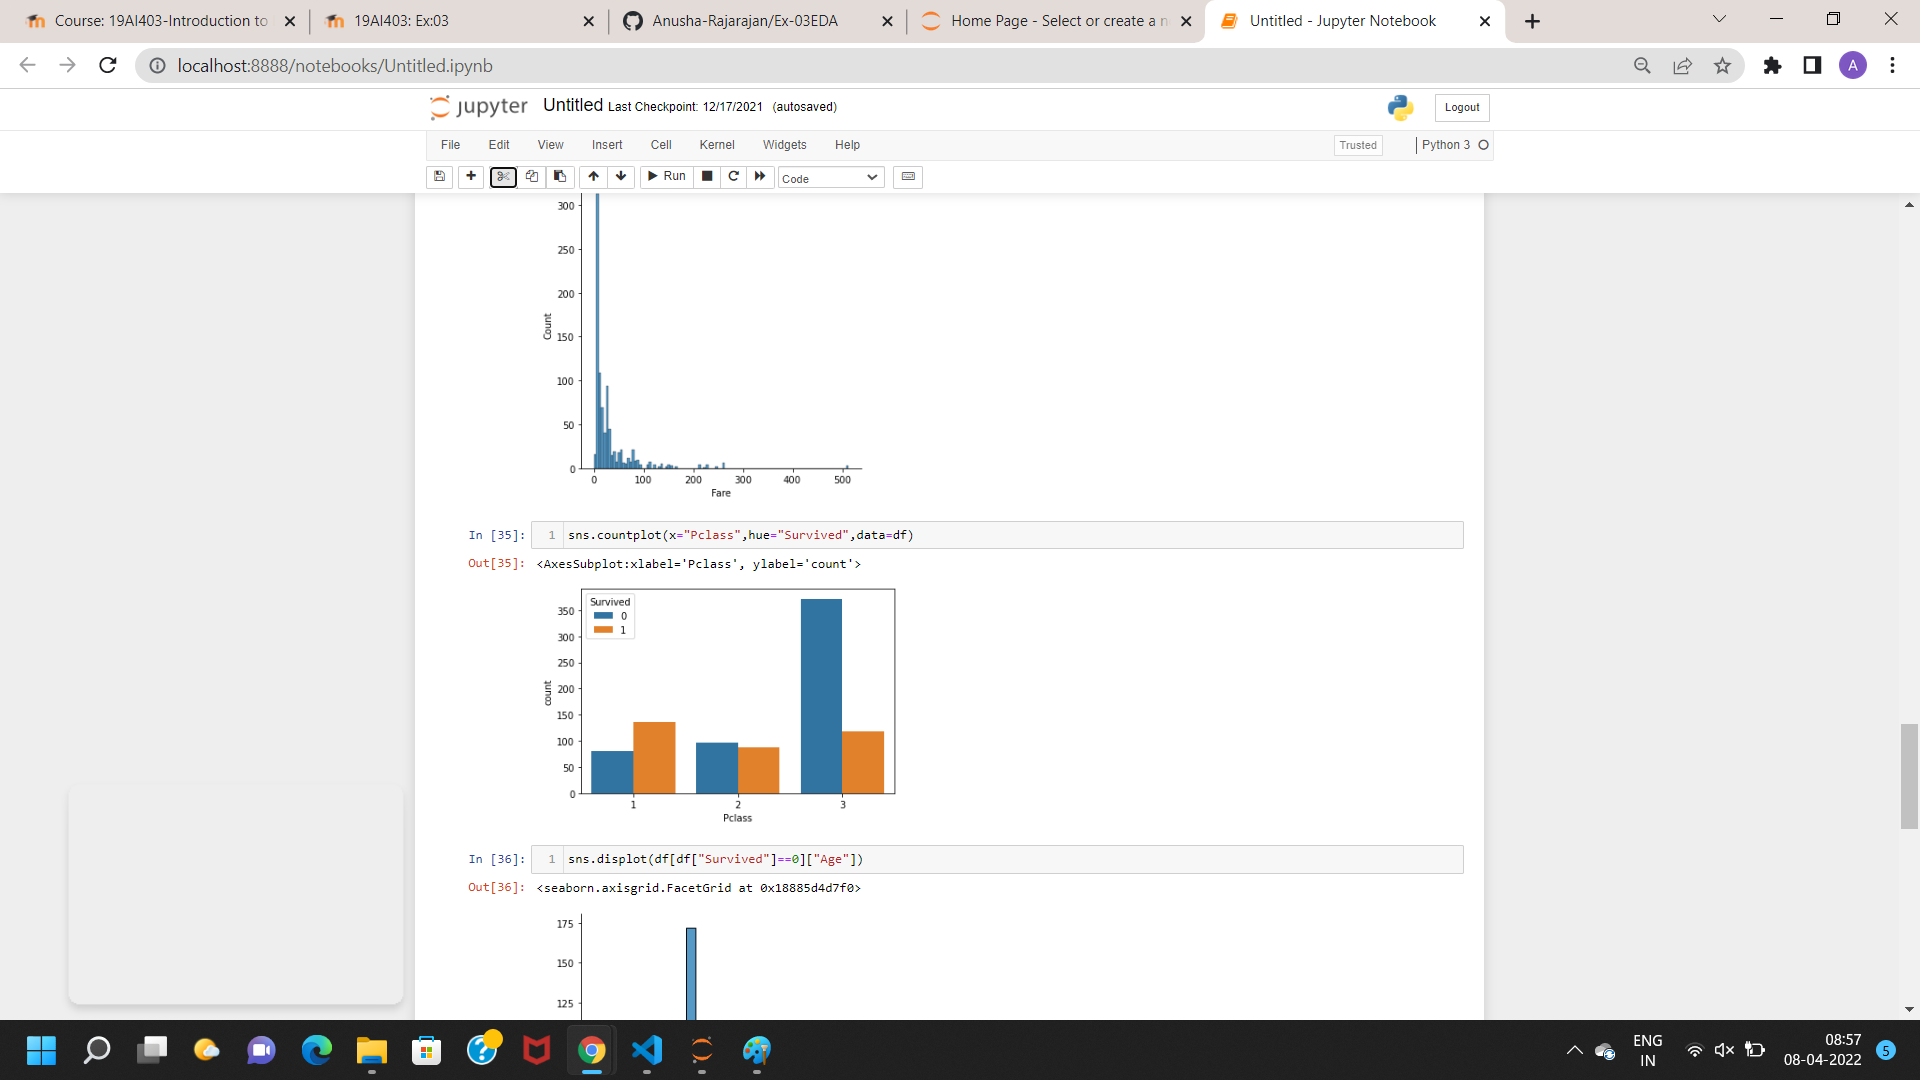 Course: 19AI403-Introduction to
19AI403: Ex:03
Anusha-Rajarajan/Ex-03EDA
Home Page - Select or create a n
Untitled - Jupyter Notebook
localhost:8888/notebooks/Untitled.ipynb
A
jupyter Untitled Last Checkpoint: 12/17/2021 (autosaved)
Logout
File Edit View Insert Cell Kernel Widgets Help
Trusted
Python 3
Run
Code
300
250
200
150
100
50
0
Count
0 100 200 300 400 500
Fare
In [35]: 1 sns.countplot(x="Pclass",hue="Survived",data=df)
Out[35]: <AxesSubplot:xlabel='Pclass', ylabel='count'>
Survived
0
1
350
300
250
200
150
100
50
0
count
1 2 3
Pclass
In [36]: 1 sns.displot(df[df["Survived"]==0]["Age"])
Out[36]: <seaborn.axisgrid.FacetGrid at 0x18885d4d7f0>
175
150
125
ENG
IN
08:57
08-04-2022
5